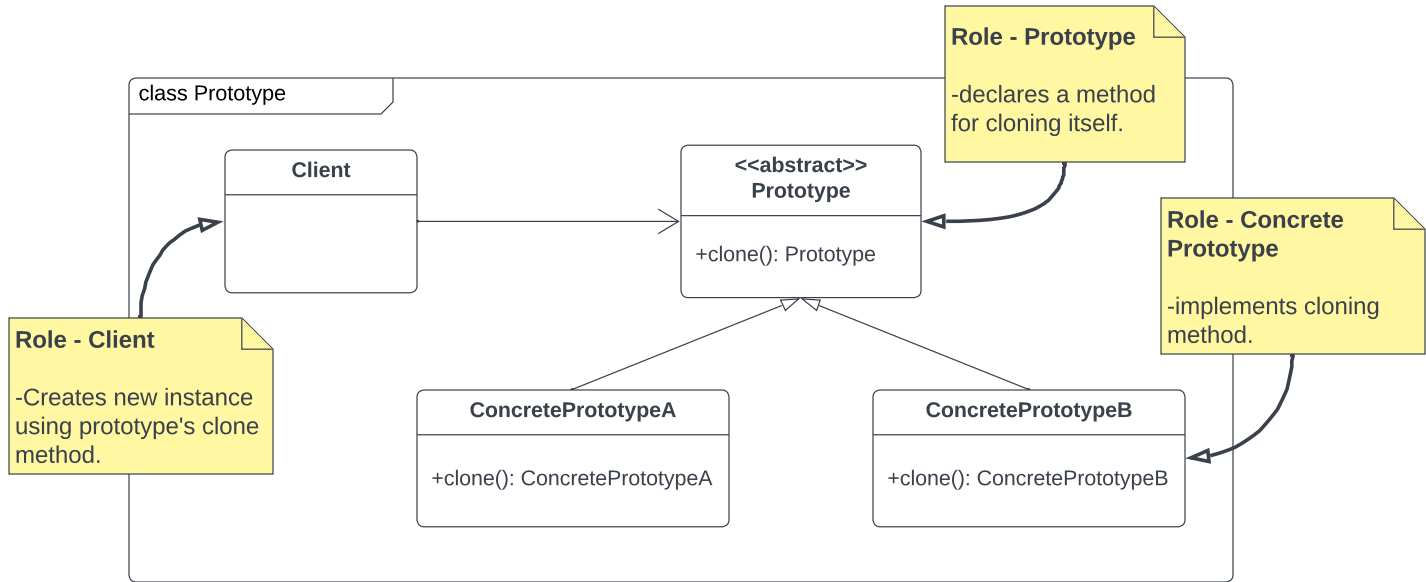 Role - Prototype
-declares a method
for cloning itself.
class Prototype
Client
<<abstract>>
Prototype
+clone(): Prototype
Role - Concrete
Prototype
-implements cloning
method.
Role - Client
-Creates new instance
using prototype's clone
method.
ConcretePrototypeA
+clone(): ConcretePrototypeA
ConcretePrototypeB
+clone(): ConcretePrototypeB